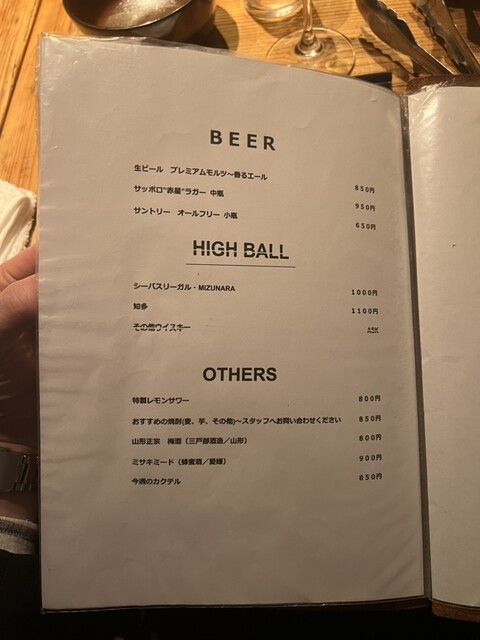 BEER
生ビール プレミアムモルツ～香るエール 850円
サッポロ"赤星"ラガー 中瓶 950円
サントリー オールフリー 小瓶 650円
HIGH BALL
シーバスリーガル・MIZUNARA 1000円
知多 1100円
その他ウイスキー ASK
OTHERS
特製レモンサワー 800円
おすすめの焼酎(麦、芋、その他)～スタッフへお問い合わせください 850円
山形正宗 梅酒（三戸部酒造／山形） 800円
ミサキミード（蜂蜜酒／愛媛） 900円
今週のカクテル 850円